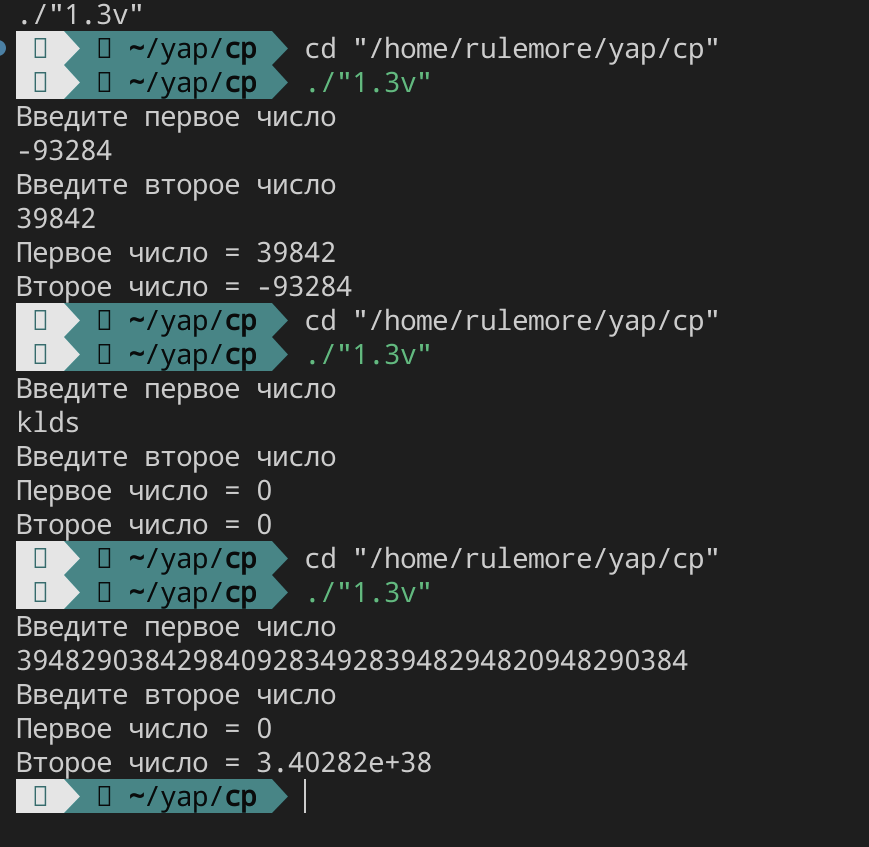 ./"1.3v"
~/yap/cp cd "/home/rulemore/yap/cp"
~/yap/cp ./"1.3v"
Введите первое число
-93284
Введите второе число
39842
Первое число = 39842
Второе число = -93284
~/yap/cp cd "/home/rulemore/yap/cp"
~/yap/cp ./"1.3v"
Введите первое число
klds
Введите второе число
Первое число = 0
Второе число = 0
~/yap/cp cd "/home/rulemore/yap/cp"
~/yap/cp ./"1.3v"
Введите первое число
394829038429840928349283948294820948290384
Введите второе число
Первое число = 0
Второе число = 3.40282e+38
~/yap/cp